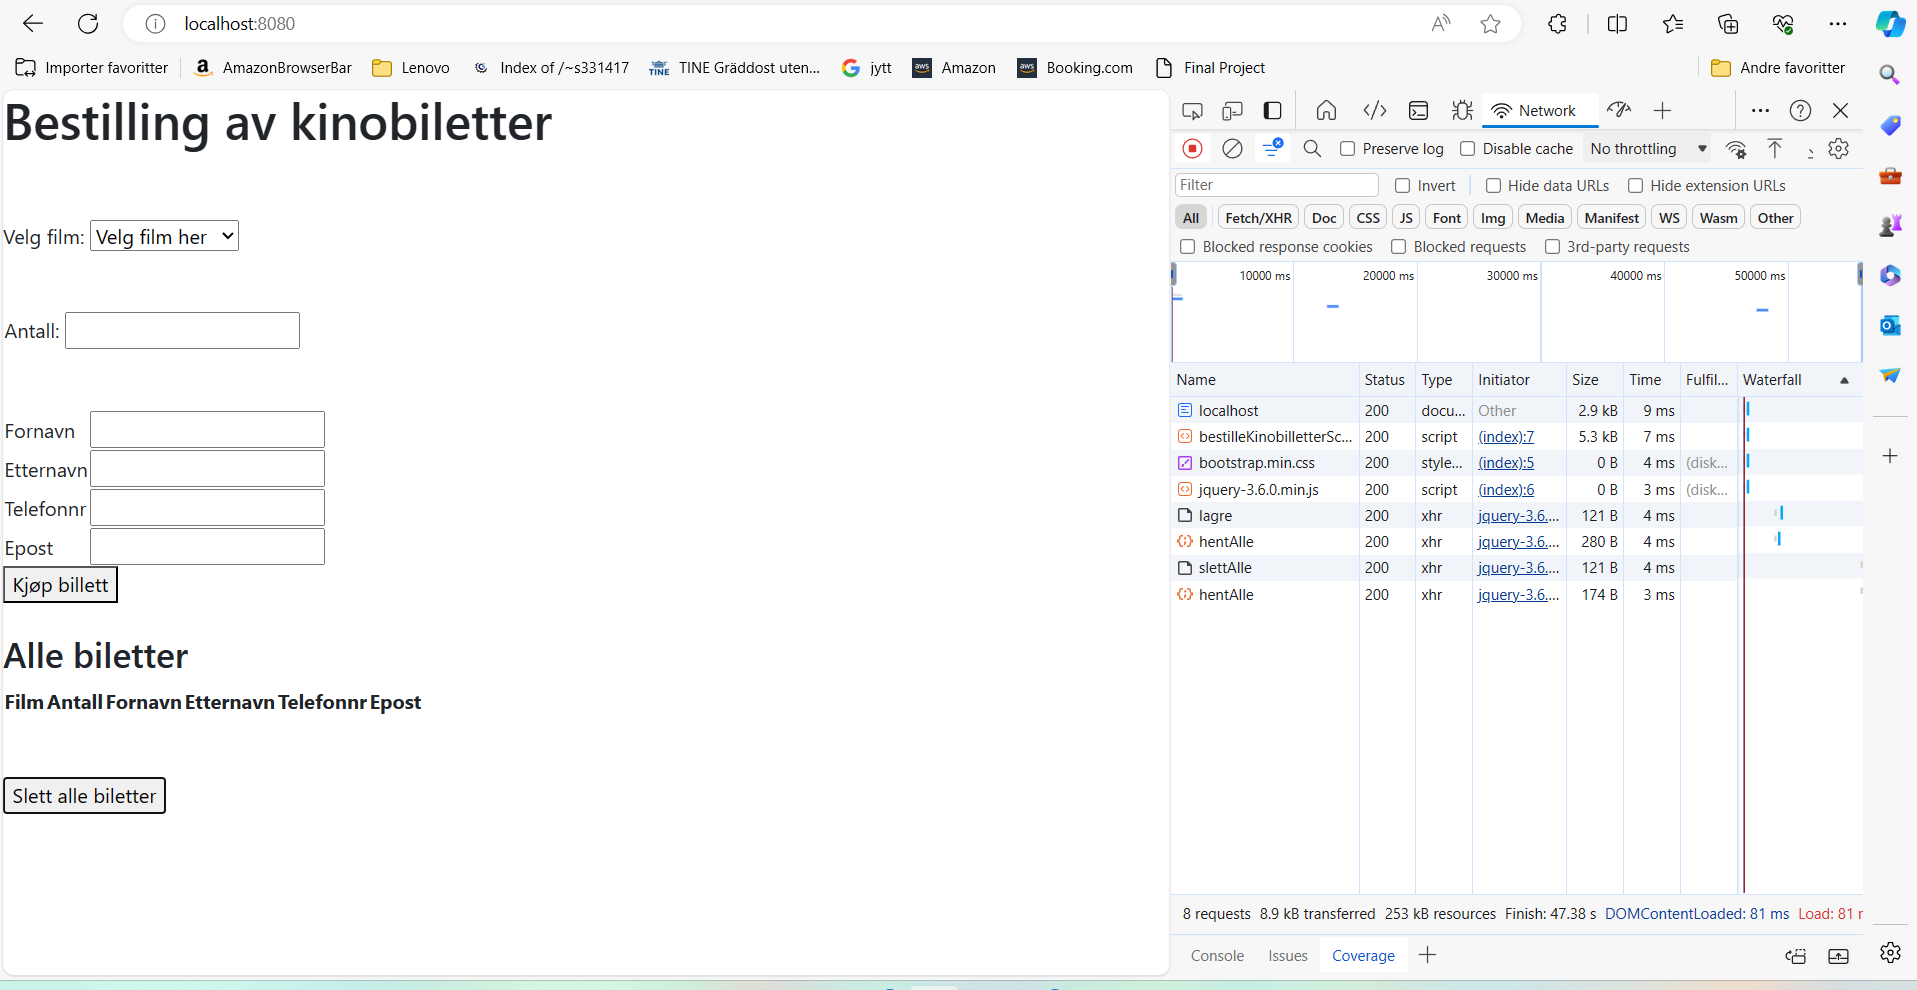 localhost:8080
Importer favoritter
AmazonBrowserBar
Lenovo
Index of /~s331417
TINE Gräddost uten...
jytt
Amazon
Booking.com
Final Project
Andre favoritter
Bestilling av kinobiletter
Velg film: Velg film her
Antall:
Fornavn
Etternavn
Telefonnr
Epost
Kjøp billett
Alle biletter
Film Antall Fornavn Etternavn Telefonnr Epost
Slett alle biletter
Network
Preserve log Disable cache No throttling
Filter Invert Hide data URLs Hide extension URLs
All Fetch/XHR Doc CSS JS Font Img Media Manifest WS Wasm Other
Blocked response cookies Blocked requests 3rd-party requests
10000 ms 20000 ms 30000 ms 40000 ms 50000 ms
Name Status Type Initiator Size Time Fulfil... Waterfall
localhost 200 docu... Other 2.9 kB 9 ms
bestilleKinobilletterSc... 200 script (index):7 5.3 kB 7 ms
bootstrap.min.css 200 style... (index):5 0 B 4 ms (disk...
jquery-3.6.0.min.js 200 script (index):6 0 B 3 ms (disk...
lagre 200 xhr jquery-3.6.... 121 B 4 ms
hentAlle 200 xhr jquery-3.6.... 280 B 4 ms
slettAlle 200 xhr jquery-3.6.... 121 B 4 ms
hentAlle 200 xhr jquery-3.6.... 174 B 3 ms
8 requests 8.9 kB transferred 253 kB resources Finish: 47.38 s DOMContentLoaded: 81 ms Load: 81
Console Issues Coverage